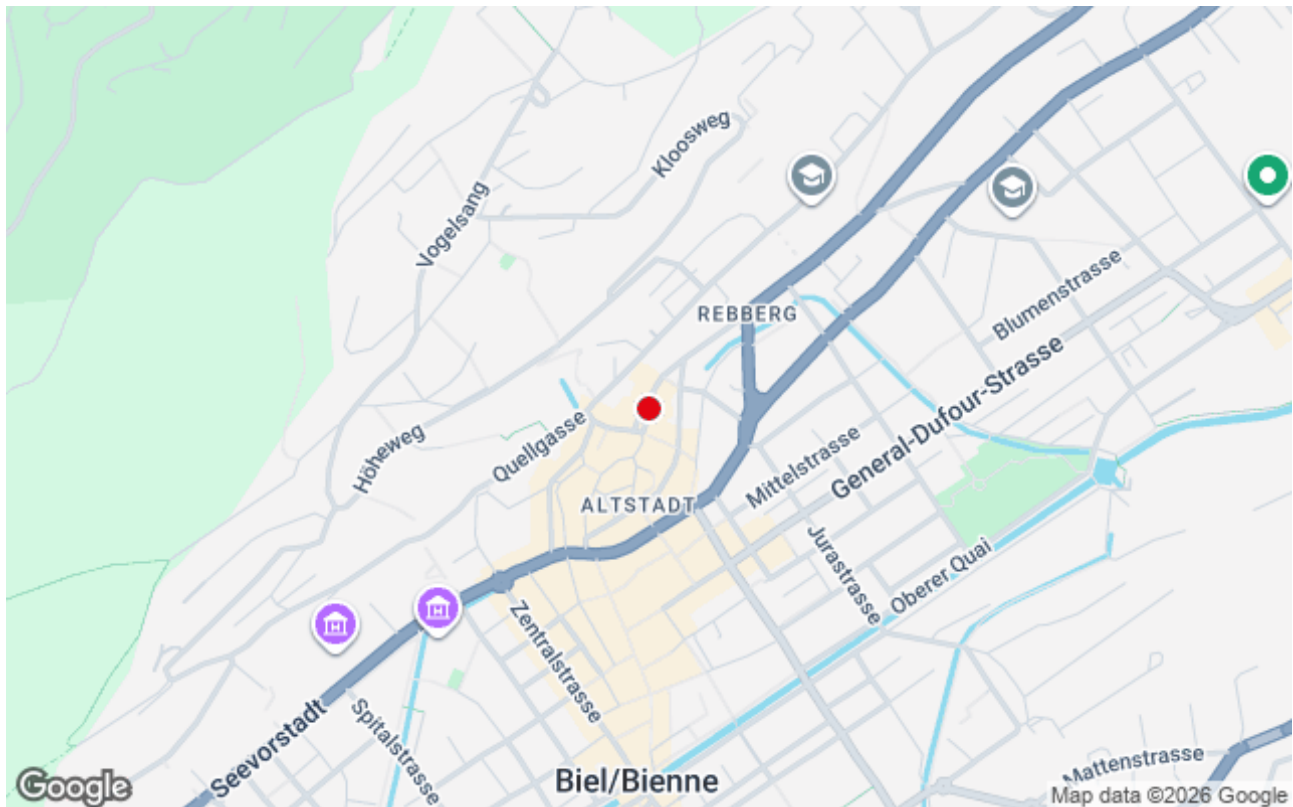 Kloosweg
Vogelsang
REBBERG
Blumenstrasse
General-Dufour-Strasse
Höheweg
Quellgasse
Mittelstrasse
ALTSTADT
Jurastrasse
Oberer Quai
Zentralstrasse
Seevorstadt
Spitalstrasse
Mattenstrasse
Biel/Bienne
Google
Map data ©2026 Google